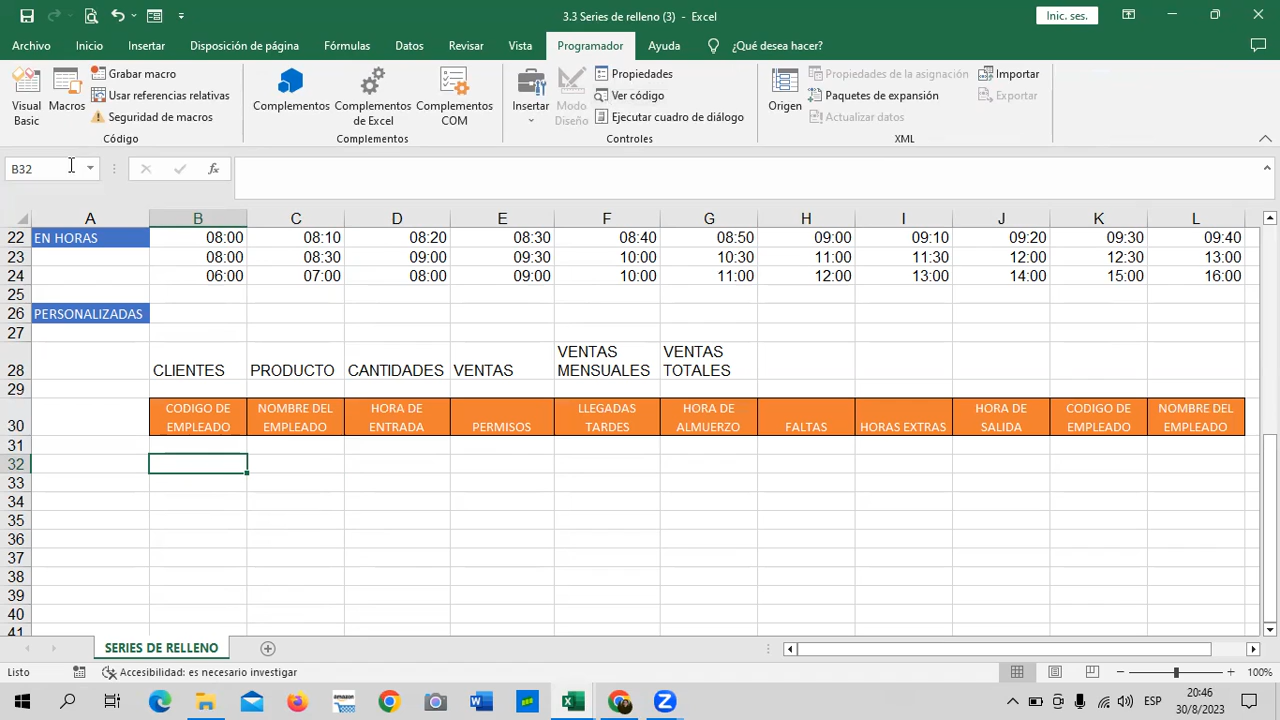 3.3 Series de relleno (3) - Excel
Inic. ses.
Archivo Inicio Insertar Disposición de página Fórmulas Datos Revisar Vista Programador Ayuda ¿Qué desea hacer?
Visual Basic
Macros
Grabar macro
Usar referencias relativas
Seguridad de macros
Código
Complementos
Complementos de Excel
Complementos COM
Complementos
Insertar
Modo Diseño
Propiedades
Ver código
Ejecutar cuadro de diálogo
Controles
Origen
Propiedades de la asignación
Paquetes de expansión
Actualizar datos
Importar
Exportar
XML
B32
fx
A B C D E F G H I J K L
22 EN HORAS 08:00 08:10 08:20 08:30 08:40 08:50 09:00 09:10 09:20 09:30 09:40
23 08:00 08:30 09:00 09:30 10:00 10:30 11:00 11:30 12:00 12:30 13:00
24 06:00 07:00 08:00 09:00 10:00 11:00 12:00 13:00 14:00 15:00 16:00
25
26 PERSONALIZADAS
27
VENTAS VENTAS
28 CLIENTES PRODUCTO CANTIDADES VENTAS MENSUALES TOTALES
29
CODIGO DE NOMBRE DEL HORA DE LLEGADAS HORA DE HORA DE CODIGO DE NOMBRE DEL
30 EMPLEADO EMPLEADO ENTRADA PERMISOS TARDES ALMUERZO FALTAS HORAS EXTRAS SALIDA EMPLEADO EMPLEADO
31
32
33
34
35
36
37
38
39
40
41
SERIES DE RELLENO
Listo Accesibilidad: es necesario investigar 100%
amazon
ESP
20:46
30/8/2023